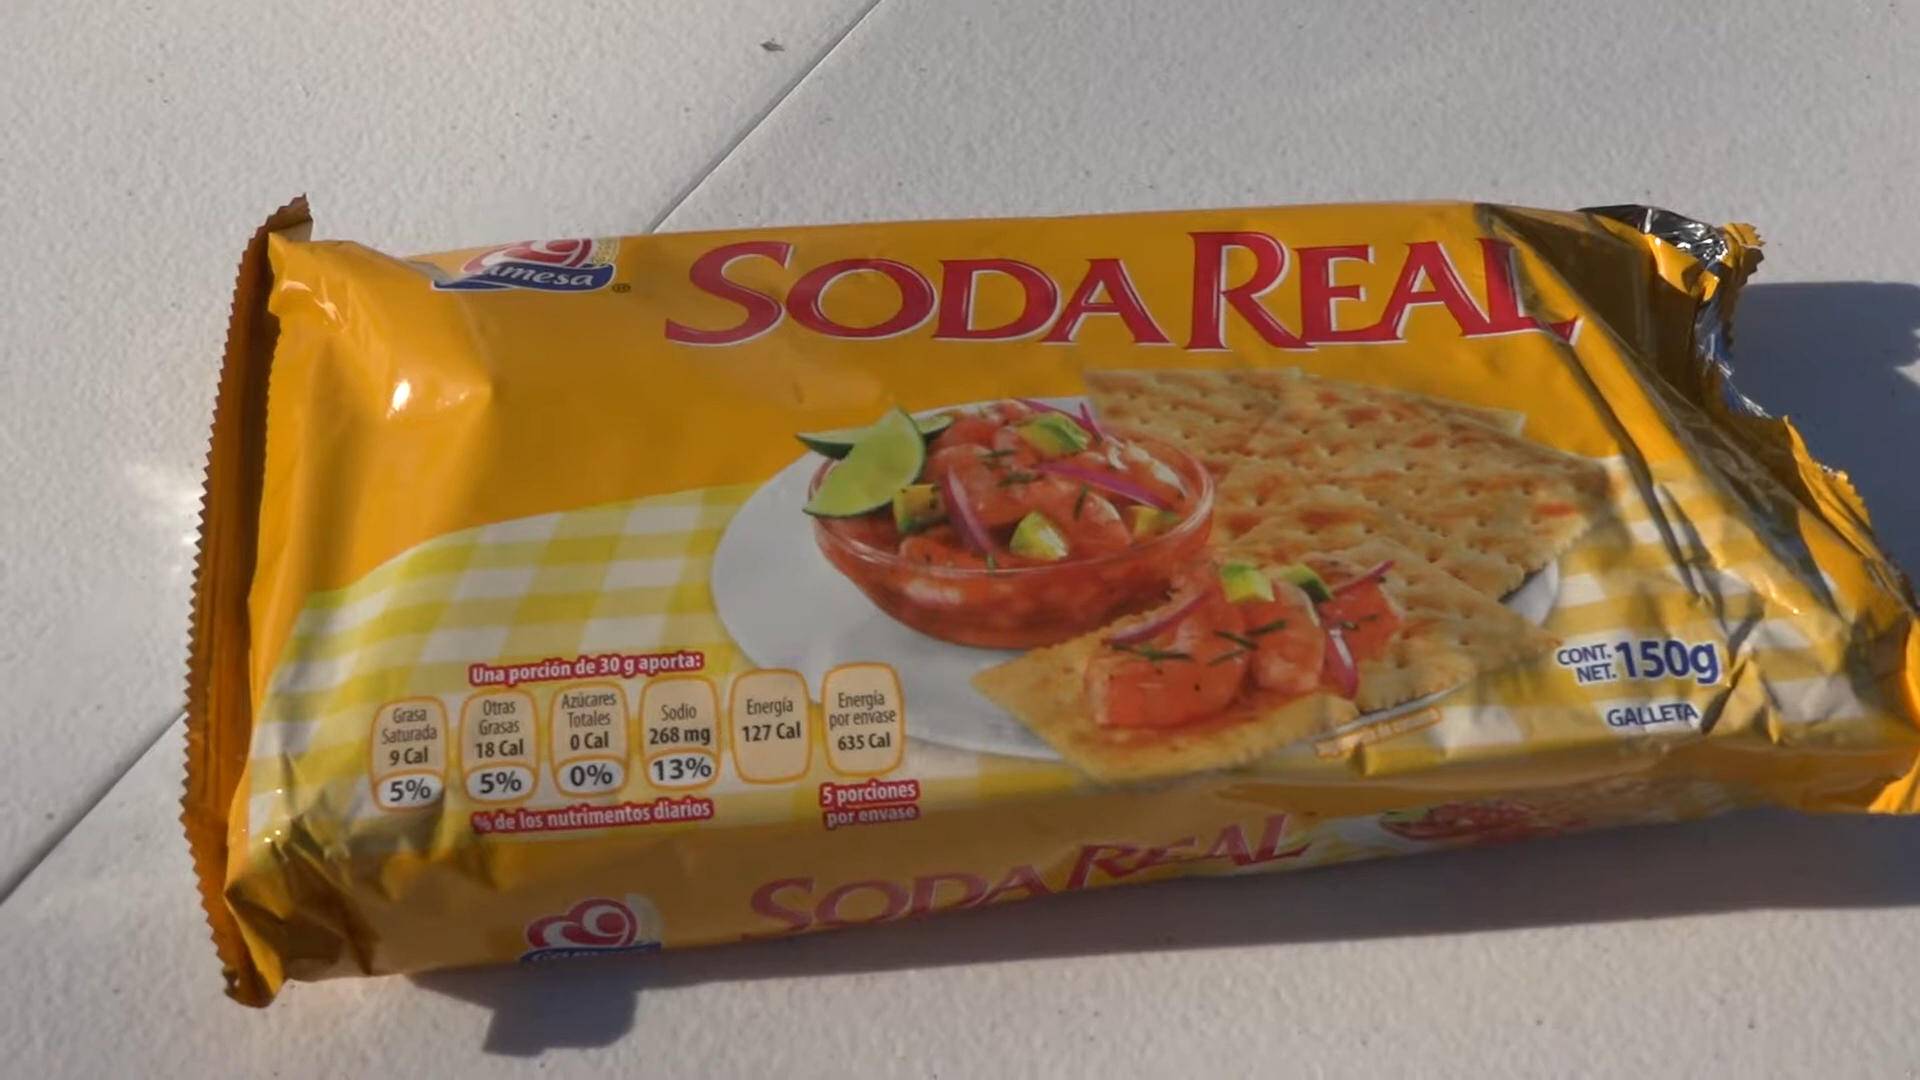 Gamesa
®
SODA REAL
Una porción de 30 g aporta:
Grasa
Saturada
9 Cal
5%
Otras
Grasas
18 Cal
5%
Azúcares
Totales
0 Cal
0%
Sodio
268 mg
13%
Energía
127 Cal
Energía
por envase
635 Cal
% de los nutrimentos diarios
5 porciones
por envase
CONT.
NET. 150g
GALLETA
SODA REAL
Gamesa